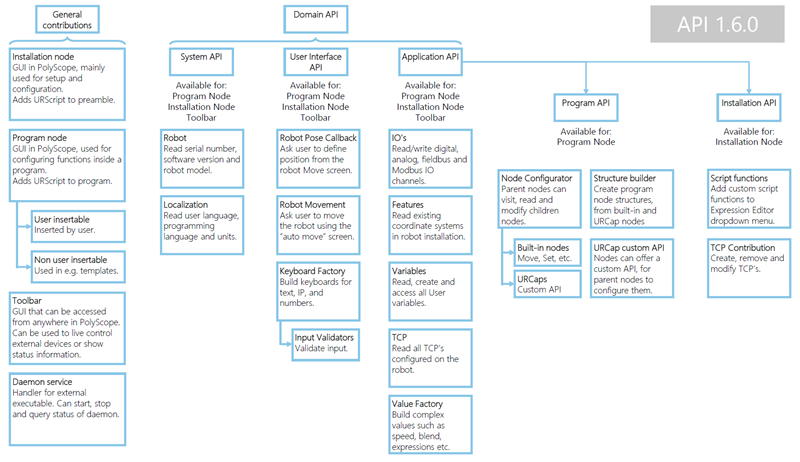 General
contributions
Installation node
GUI in PolyScope, mainly
used for setup and
configuration.
Adds URScript to preamble.
Program node
GUI in PolyScope, used for
configuring functions inside a
program.
Adds URScript to program.
User insertable
Inserted by user.
Non user insertable
Used in e.g. templates.
Toolbar
GUI that can be accessed
from anywhere in PolyScope.
Can be used to live control
external devices or show
status information.
Daemon service
Handler for external
executable. Can start, stop
and query status of daemon.
Domain API
System API
Available for:
Program Node
Installation Node
Toolbar
Robot
Read serial number,
software version and
robot model.
Localization
Read user language,
programming
language and units.
User Interface
API
Available for:
Program Node
Installation Node
Toolbar
Robot Pose Callback
Ask user to define
position from the
robot Move screen.
Robot Movement
Ask user to move
the robot using the
"auto move" screen.
Keyboard Factory
Build keyboards for
text, IP, and
numbers.
Input Validators
Validate input.
Application API
Available for:
Program Node
Installation Node
Toolbar
IO's
Read/write digital,
analog, fieldbus and
Modbus IO
channels.
Features
Read existing
coordinate systems
in robot installation.
Variables
Read, create and
access all User
variables.
TCP
Read all TCP's
configured on the
robot.
Value Factory
Build complex
values such as
speed, blend,
expressions etc.
API 1.6.0
Program API
Available for:
Program Node
Node Configurator
Parent nodes can
visit, read and
modify children
nodes.
Built-in nodes
Move, Set, etc.
URCaps
Custom API
Structure builder
Create program
node structures,
from built-in and
URCap nodes
URCap custom API
Nodes can offer a
custom API, for
parent nodes to
configure them.
Installation API
Available for:
Installation Node
Script functions
Add custom script
functions to
Expression Editor
dropdown menu.
TCP Contribution
Create, remove and
modify TCP's.